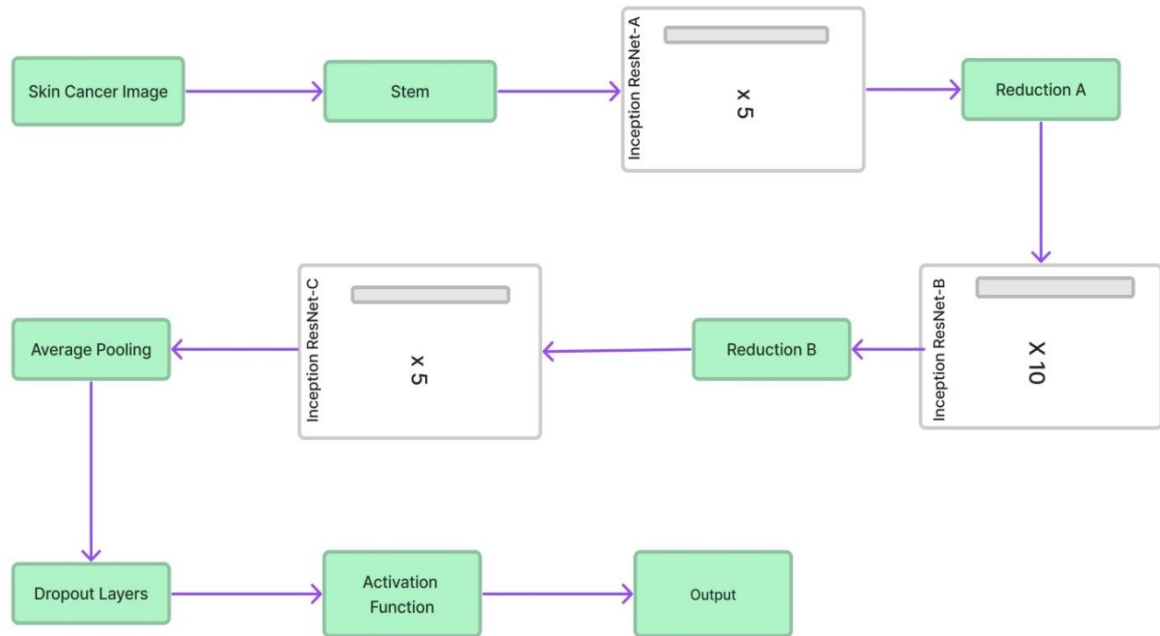 Skin Cancer Image
Stem
Inception ResNet-A
x 5
Reduction A
Inception ResNet-B
X 10
Reduction B
Inception ResNet-C
x 5
Average Pooling
Dropout Layers
Activation
Function
Output